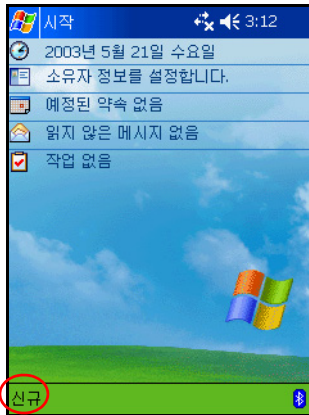 시작 3:12
2003년 5월 21일 수요일
소유자 정보를 설정합니다.
예정된 약속 없음
읽지 않은 메시지 없음
작업 없음
신규